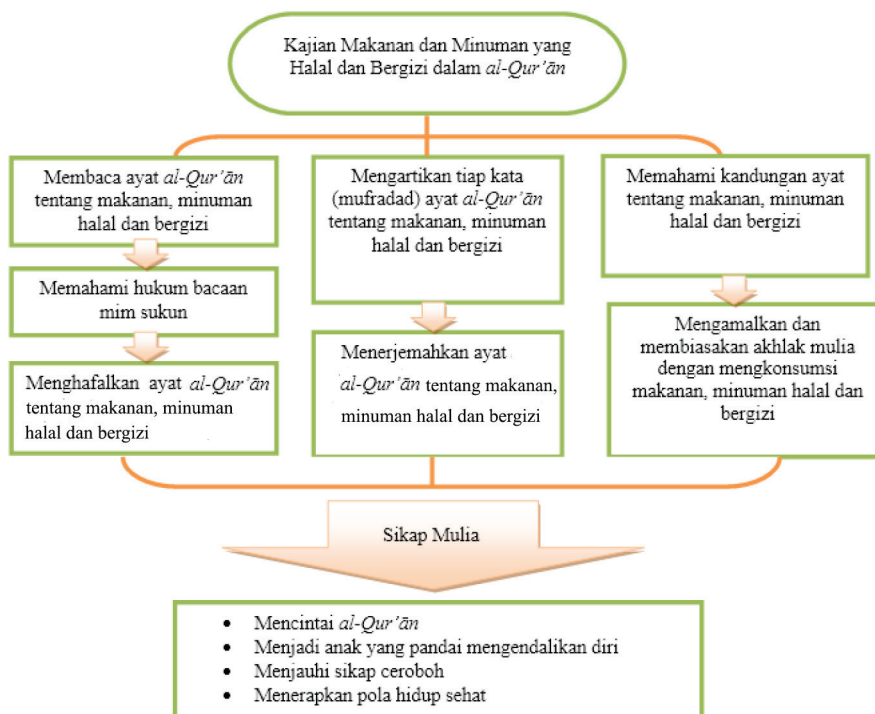 Kajian Makanan dan Minuman yang
Halal dan Bergizi dalam al-Qur’ān
Membaca ayat al-Qur’ān
tentang makanan, minuman
halal dan bergizi
Memahami hukum bacaan
mim sukun
Menghafalkan ayat al-Qur’ān
tentang makanan, minuman
halal dan bergizi
Mengartikan tiap kata
(mufradad) ayat al-Qur’ān
tentang makanan, minuman
halal dan bergizi
Menerjemahkan ayat
al-Qur’ān tentang makanan,
minuman halal dan bergizi
Memahami kandungan ayat
tentang makanan, minuman
halal dan bergizi
Mengamalkan dan
membiasakan akhlak mulia
dengan mengkonsumsi
makanan, minuman halal dan
bergizi
Sikap Mulia
• Mencintai al-Qur’ān
• Menjadi anak yang pandai mengendalikan diri
• Menjauhi sikap ceroboh
• Menerapkan pola hidup sehat